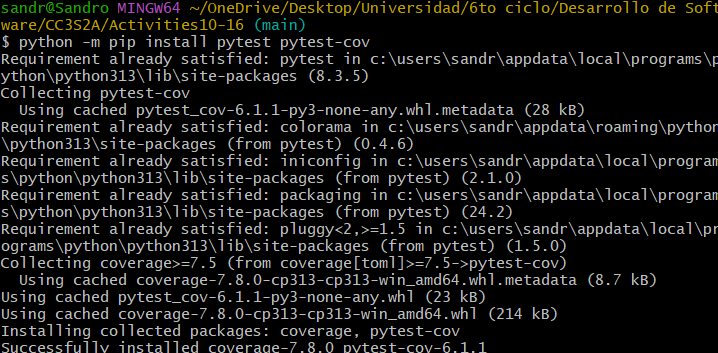 sandr@Sandro MINGW64 ~/OneDrive/Desktop/Universidad/6to ciclo/Desarrollo de Soft
ware/CC3S2A/Activities10-16 (main)
$ python -m pip install pytest pytest-cov
Requirement already satisfied: pytest in c:\users\sandr\appdata\local\programs\p
ython\python313\lib\site-packages (8.3.5)
Collecting pytest-cov
  Using cached pytest_cov-6.1.1-py3-none-any.whl.metadata (28 kB)
Requirement already satisfied: colorama in c:\users\sandr\appdata\roaming\python
\python313\site-packages (from pytest) (0.4.6)
Requirement already satisfied: iniconfig in c:\users\sandr\appdata\local\program
s\python\python313\lib\site-packages (from pytest) (2.1.0)
Requirement already satisfied: packaging in c:\users\sandr\appdata\local\program
s\python\python313\lib\site-packages (from pytest) (24.2)
Requirement already satisfied: pluggy<2,>=1.5 in c:\users\sandr\appdata\local\pr
ograms\python\python313\lib\site-packages (from pytest) (1.5.0)
Collecting coverage>=7.5 (from coverage[toml]>=7.5->pytest-cov)
  Using cached coverage-7.8.0-cp313-cp313-win_amd64.whl.metadata (8.7 kB)
Using cached pytest_cov-6.1.1-py3-none-any.whl (23 kB)
Using cached coverage-7.8.0-cp313-cp313-win_amd64.whl (214 kB)
Installing collected packages: coverage, pytest-cov
Successfully installed coverage-7.8.0 pytest-cov-6.1.1